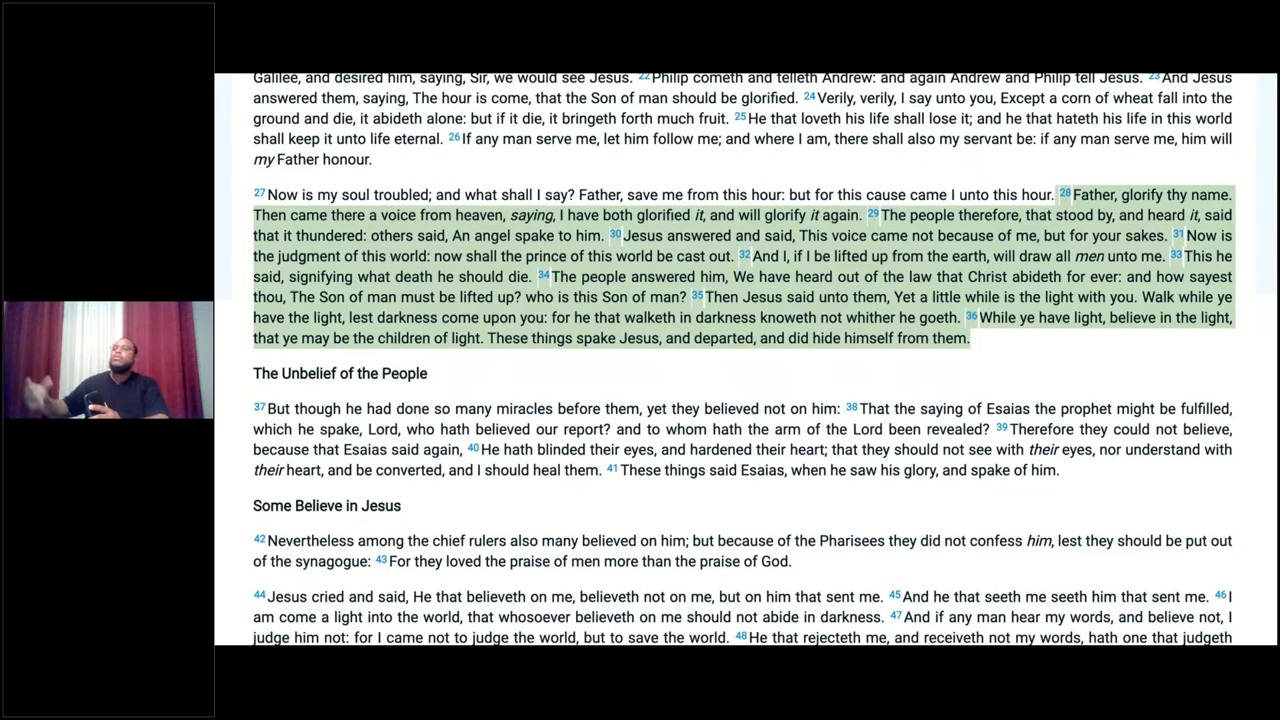 Galilee, and desired him, saying, Sir, we would see Jesus. 22 Philip cometh and telleth Andrew: and again Andrew and Philip tell Jesus. 23 And Jesus
answered them, saying, The hour is come, that the Son of man should be glorified. 24 Verily, verily, I say unto you, Except a corn of wheat fall into the
ground and die, it abideth alone: but if it die, it bringeth forth much fruit. 25 He that loveth his life shall lose it; and he that hateth his life in this world
shall keep it unto life eternal. 26 If any man serve me, let him follow me; and where I am, there shall also my servant be: if any man serve me, him will
my Father honour.
27 Now is my soul troubled; and what shall I say? Father, save me from this hour: but for this cause came I unto this hour. 28 Father, glorify thy name.
Then came there a voice from heaven, saying, I have both glorified it, and will glorify it again. 29 The people therefore, that stood by, and heard it, said
that it thundered: others said, An angel spake to him. 30 Jesus answered and said, This voice came not because of me, but for your sakes. 31 Now is
the judgment of this world: now shall the prince of this world be cast out. 32 And I, if I be lifted up from the earth, will draw all men unto me. 33 This he
said, signifying what death he should die. 34 The people answered him, We have heard out of the law that Christ abideth for ever: and how sayest
thou, The Son of man must be lifted up? who is this Son of man? 35 Then Jesus said unto them, Yet a little while is the light with you. Walk while ye
have the light, lest darkness come upon you: for he that walketh in darkness knoweth not whither he goeth. 36 While ye have light, believe in the light,
that ye may be the children of light. These things spake Jesus, and departed, and did hide himself from them.
The Unbelief of the People
37 But though he had done so many miracles before them, yet they believed not on him: 38 That the saying of Esaias the prophet might be fulfilled,
which he spake, Lord, who hath believed our report? and to whom hath the arm of the Lord been revealed? 39 Therefore they could not believe,
because that Esaias said again, 40 He hath blinded their eyes, and hardened their heart; that they should not see with their eyes, nor understand with
their heart, and be converted, and I should heal them. 41 These things said Esaias, when he saw his glory, and spake of him.
Some Believe in Jesus
42 Nevertheless among the chief rulers also many believed on him; but because of the Pharisees they did not confess him, lest they should be put out
of the synagogue: 43 For they loved the praise of men more than the praise of God.
44 Jesus cried and said, He that believeth on me, believeth not on me, but on him that sent me. 45 And he that seeth me seeth him that sent me. 46 I
am come a light into the world, that whosoever believeth on me should not abide in darkness. 47 And if any man hear my words, and believe not, I
judge him not: for I came not to judge the world, but to save the world. 48 He that rejecteth me, and receiveth not my words, hath one that judgeth